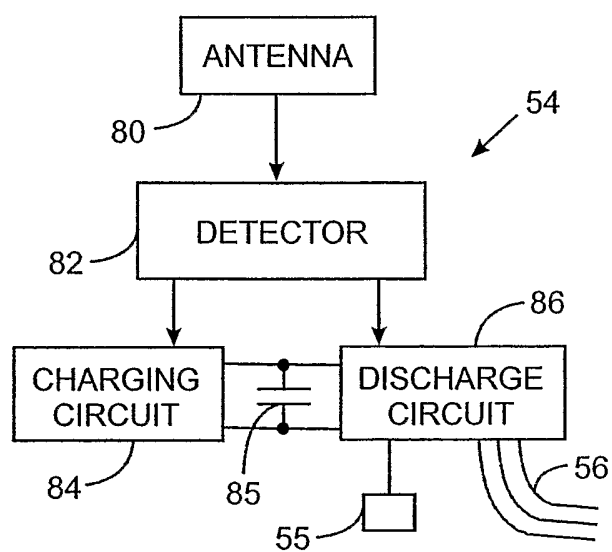 ANTENNA
80
54
DETECTOR
82
86
CHARGING
CIRCUIT
DISCHARGE
CIRCUIT
84
85
55
56